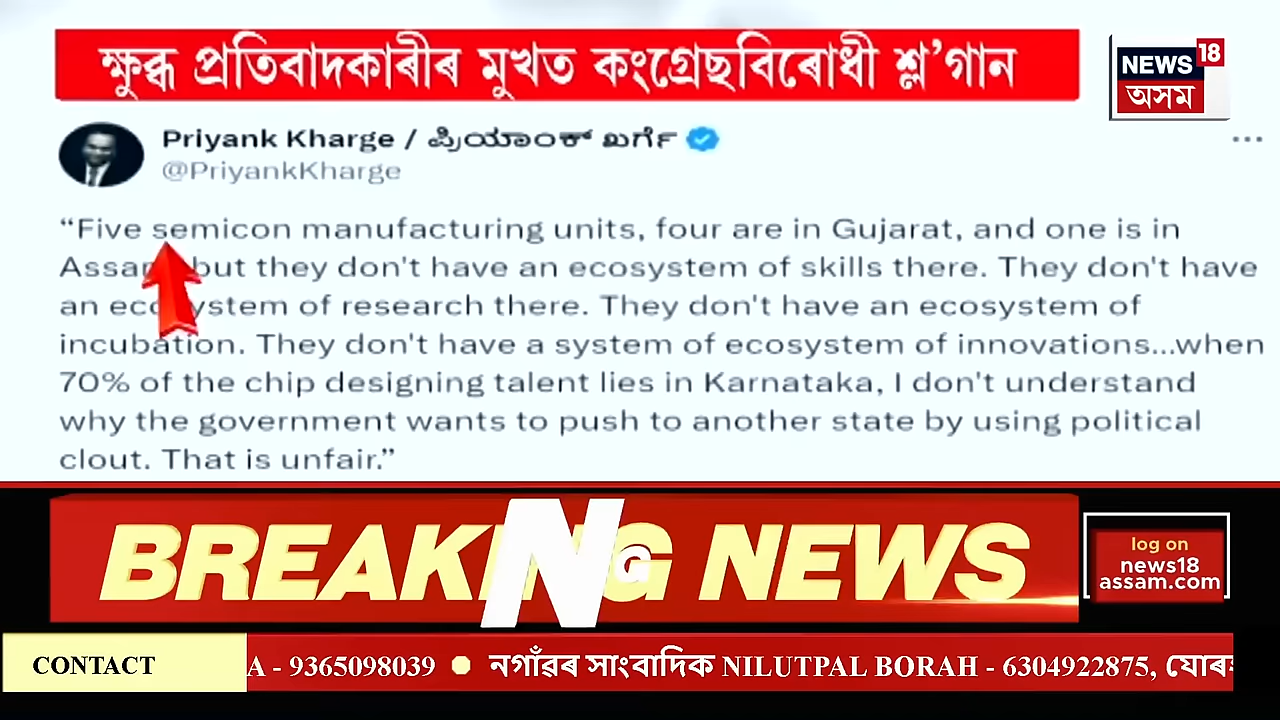 ক্ষুব্ধ প্ৰতিবাদকাৰীৰ মুখত কংগ্ৰেছবিৰোধী শ্ল'গান
NEWS 18
অসম
Priyank Kharge / ಪ್ರಿಯಾಂಕ್ ಖರ್ಗೆ
@PriyankKharge
“Five semicon manufacturing units, four are in Gujarat, and one is in
but they don't have an ecosystem of skills there. They don't have
an of research there. They don't have an ecosystem of
incubation. They don't have a system of ecosystem of innovations...when
70% of the chip designing talent lies in Karnataka, I don't understand
why the government wants to push to another state by using political
clout. That is unfair.”
BREAKING NEWS
log on
news18
assam.com
CONTACT A - 9365098039 নগাঁৱৰ সাংবাদিক NILUTPAL BORAH - 6304922875,